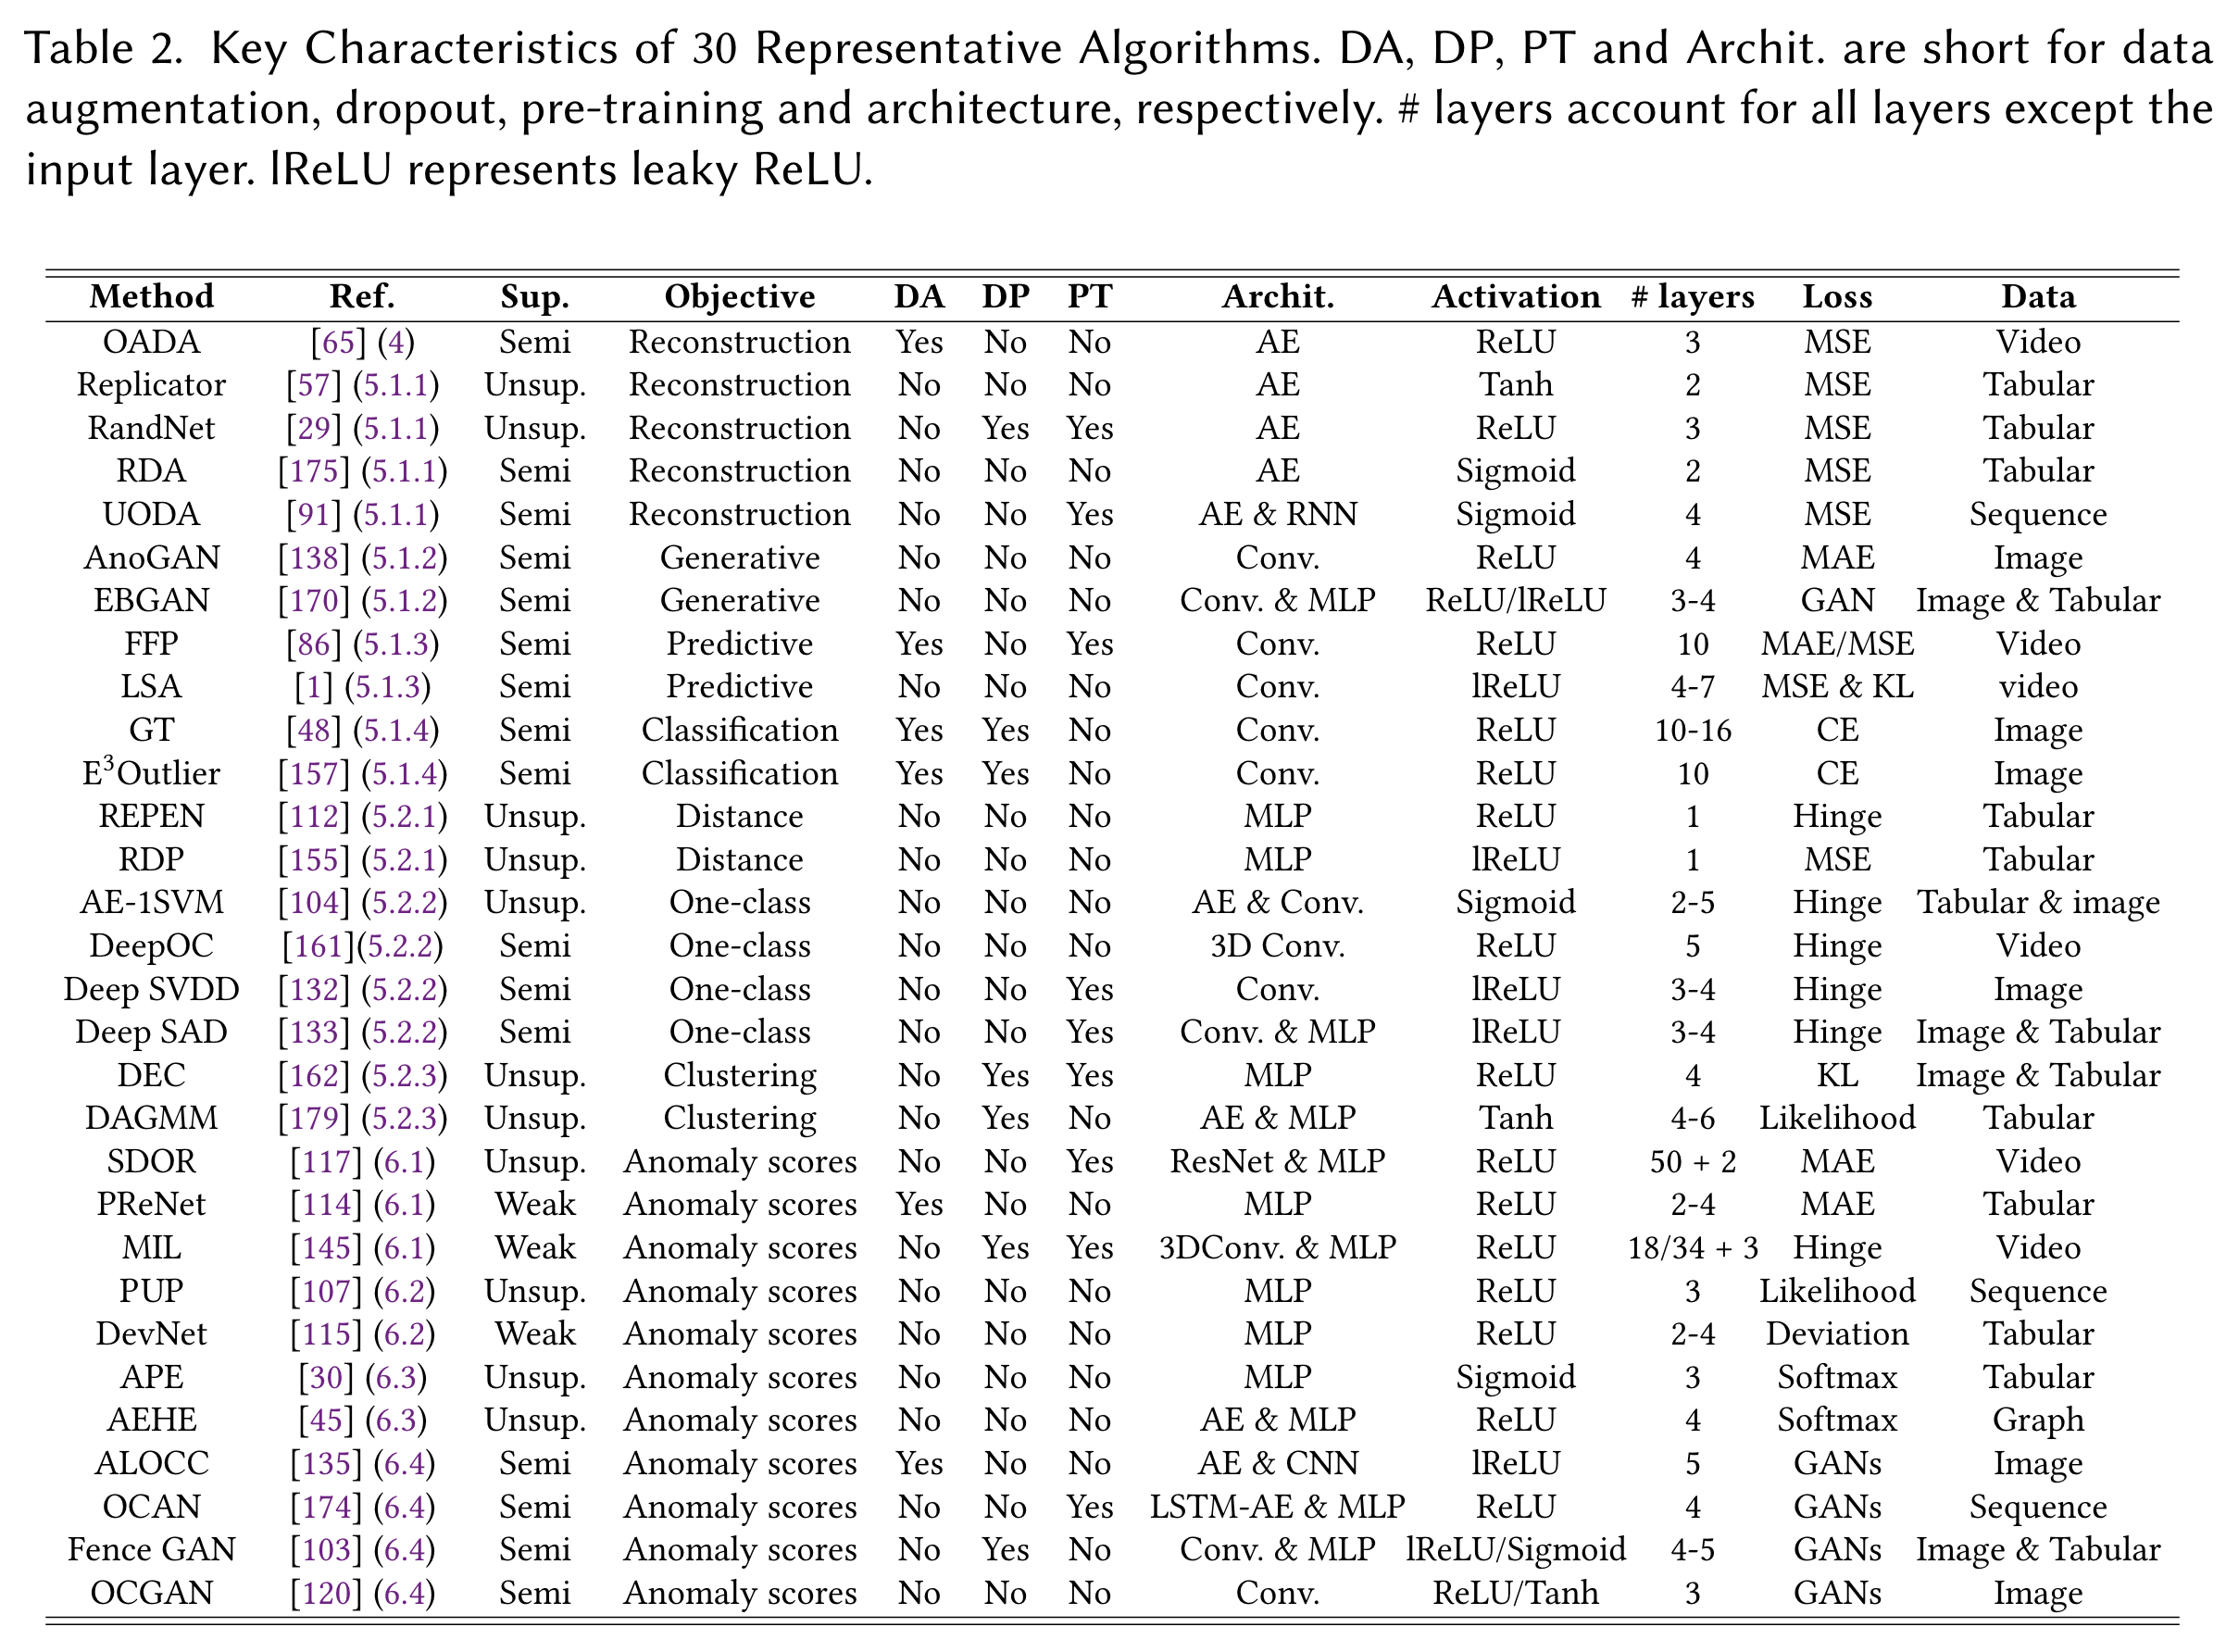 Table 2. Key Characteristics of 30 Representative Algorithms. DA, DP, PT and Archit. are short for data
augmentation, dropout, pre-training and architecture, respectively. # layers account for all layers except the
input layer. lReLU represents leaky ReLU.
Method Ref. Sup. Objective DA DP PT Archit. Activation # layers Loss Data
OADA [65] (4) Semi Reconstruction Yes No No AE ReLU 3 MSE Video
Replicator [57] (5.1.1) Unsup. Reconstruction No No No AE Tanh 2 MSE Tabular
RandNet [29] (5.1.1) Unsup. Reconstruction No Yes Yes AE ReLU 3 MSE Tabular
RDA [175] (5.1.1) Semi Reconstruction No No No AE Sigmoid 2 MSE Tabular
UODA [91] (5.1.1) Semi Reconstruction No No Yes AE & RNN Sigmoid 4 MSE Sequence
AnoGAN [138] (5.1.2) Semi Generative No No No Conv. ReLU 4 MAE Image
EBGAN [170] (5.1.2) Semi Generative No No No Conv. & MLP ReLU/lReLU 3-4 GAN Image & Tabular
FFP [86] (5.1.3) Semi Predictive Yes No Yes Conv. ReLU 10 MAE/MSE Video
LSA [1] (5.1.3) Semi Predictive No No No Conv. lReLU 4-7 MSE & KL video
GT [48] (5.1.4) Semi Classification Yes Yes No Conv. ReLU 10-16 CE Image
E³Outlier [157] (5.1.4) Semi Classification Yes Yes No Conv. ReLU 10 CE Image
REPEN [112] (5.2.1) Unsup. Distance No No No MLP ReLU 1 Hinge Tabular
RDP [155] (5.2.1) Unsup. Distance No No No MLP lReLU 1 MSE Tabular
AE-1SVM [104] (5.2.2) Unsup. One-class No No No AE & Conv. Sigmoid 2-5 Hinge Tabular & image
DeepOC [161](5.2.2) Semi One-class No No No 3D Conv. ReLU 5 Hinge Video
Deep SVDD [132] (5.2.2) Semi One-class No No Yes Conv. lReLU 3-4 Hinge Image
Deep SAD [133] (5.2.2) Semi One-class No No Yes Conv. & MLP lReLU 3-4 Hinge Image & Tabular
DEC [162] (5.2.3) Unsup. Clustering No Yes Yes MLP ReLU 4 KL Image & Tabular
DAGMM [179] (5.2.3) Unsup. Clustering No Yes No AE & MLP Tanh 4-6 Likelihood Tabular
SDOR [117] (6.1) Unsup. Anomaly scores No No Yes ResNet & MLP ReLU 50 + 2 MAE Video
PReNet [114] (6.1) Weak Anomaly scores Yes No No MLP ReLU 2-4 MAE Tabular
MIL [145] (6.1) Weak Anomaly scores No Yes Yes 3DConv. & MLP ReLU 18/34 + 3 Hinge Video
PUP [107] (6.2) Unsup. Anomaly scores No No No MLP ReLU 3 Likelihood Sequence
DevNet [115] (6.2) Weak Anomaly scores No No No MLP ReLU 2-4 Deviation Tabular
APE [30] (6.3) Unsup. Anomaly scores No No No MLP Sigmoid 3 Softmax Tabular
AEHE [45] (6.3) Unsup. Anomaly scores No No No AE & MLP ReLU 4 Softmax Graph
ALOCC [135] (6.4) Semi Anomaly scores Yes No No AE & CNN lReLU 5 GANs Image
OCAN [174] (6.4) Semi Anomaly scores No No Yes LSTM-AE & MLP ReLU 4 GANs Sequence
Fence GAN [103] (6.4) Semi Anomaly scores No Yes No Conv. & MLP lReLU/Sigmoid 4-5 GANs Image & Tabular
OCGAN [120] (6.4) Semi Anomaly scores No No No Conv. ReLU/Tanh 3 GANs Image